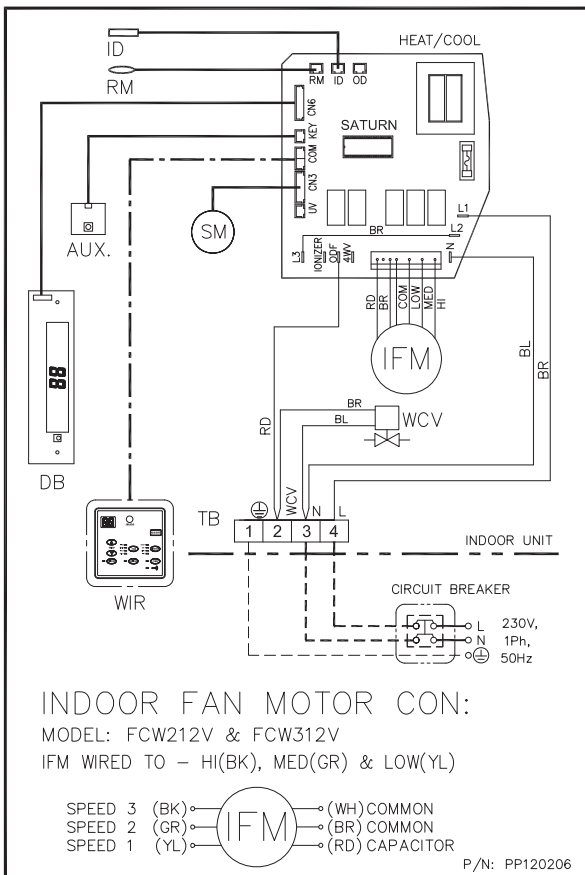 ID
HEAT/COOL
RM
RM ID OD
CN6
KEY
SATURN
COM
CN3
UV
L1
L2
BR
AUX.
SM
L3
IONIZER
ODF
4WV
N
RD
BR
COM
LOW
MED
HI
IFM
BL
BR
88
RD
BR
BL
WCV
DB
WCV
TB
N L
1 2 3 4
INDOOR UNIT
WIR
CIRCUIT BREAKER
L 230V,
N 1Ph,
50Hz
INDOOR FAN MOTOR CON:
MODEL: FCW212V & FCW312V
IFM WIRED TO – HI(BK), MED(GR) & LOW(YL)
SPEED 3 (BK) (WH) COMMON
SPEED 2 (GR) IFM (BR) COMMON
SPEED 1 (YL) (RD) CAPACITOR
P/N: PP120206